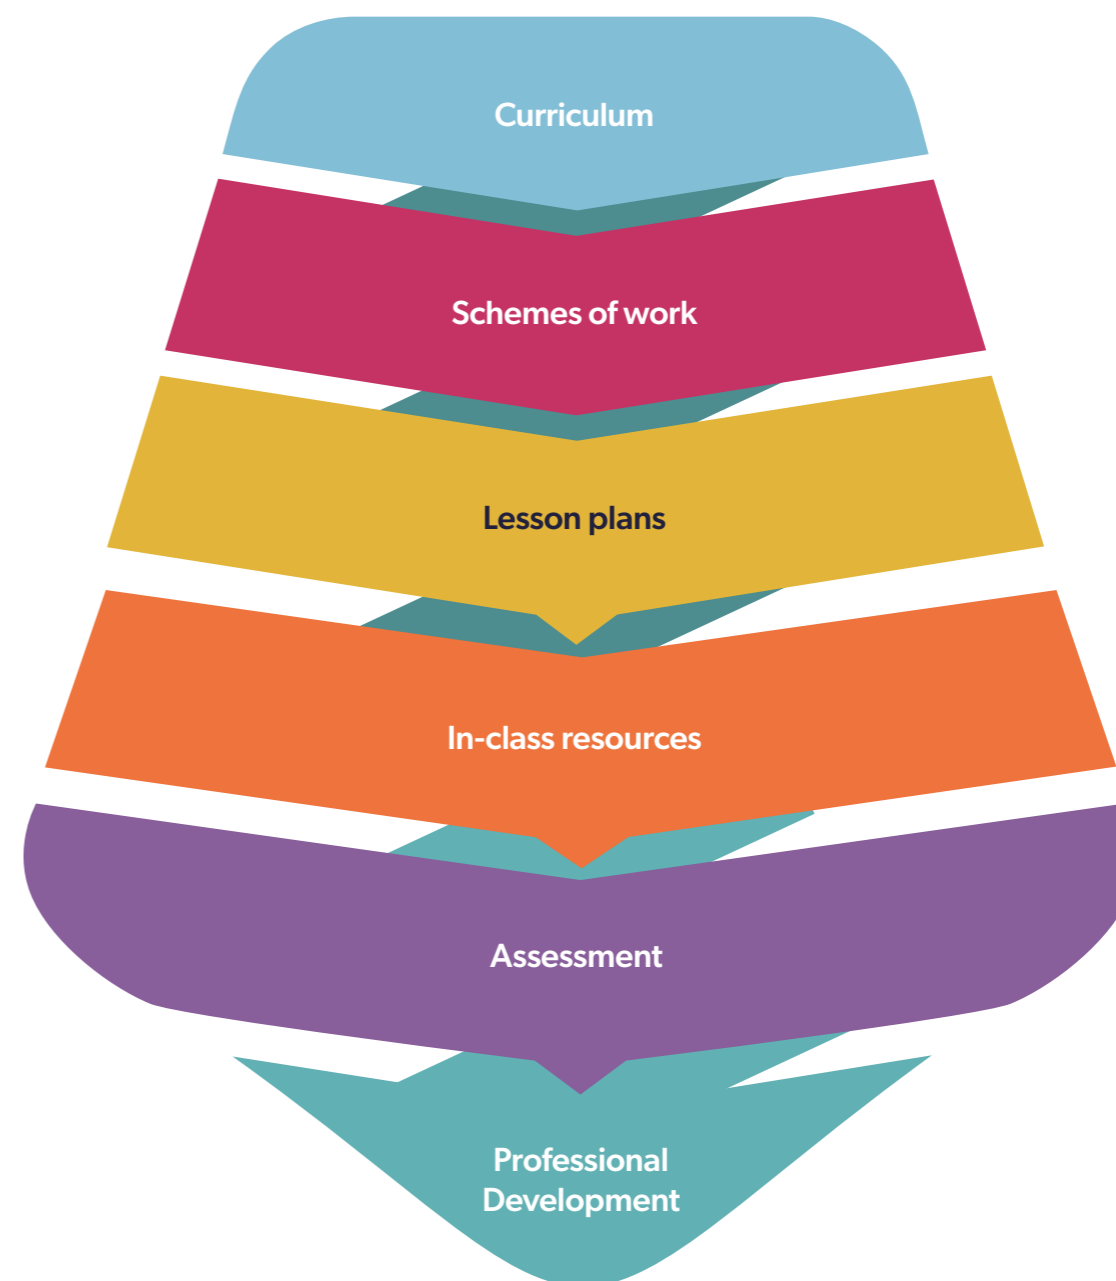 Curriculum
Schemes of work
Lesson plans
In-class resources
Assessment
Professional
Development